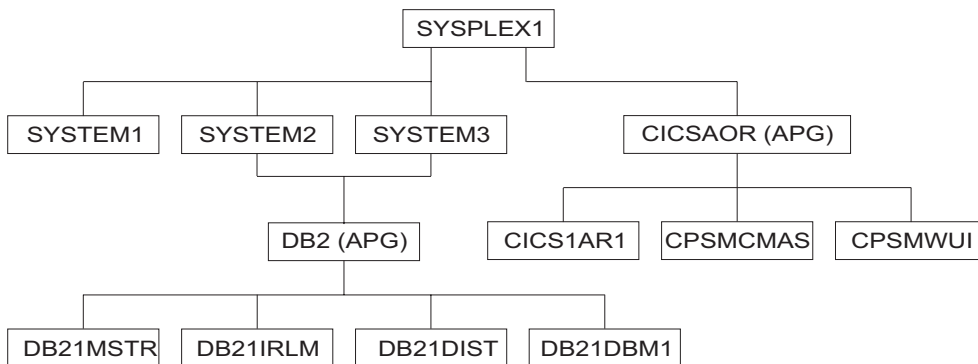 SYSPLEX1
SYSTEM1
SYSTEM2
SYSTEM3
CICSAOR (APG)
DB2 (APG)
CICS1AR1
CPSMCMAS
CPSMWUI
DB21MSTR
DB21IRLM
DB21DIST
DB21DBM1